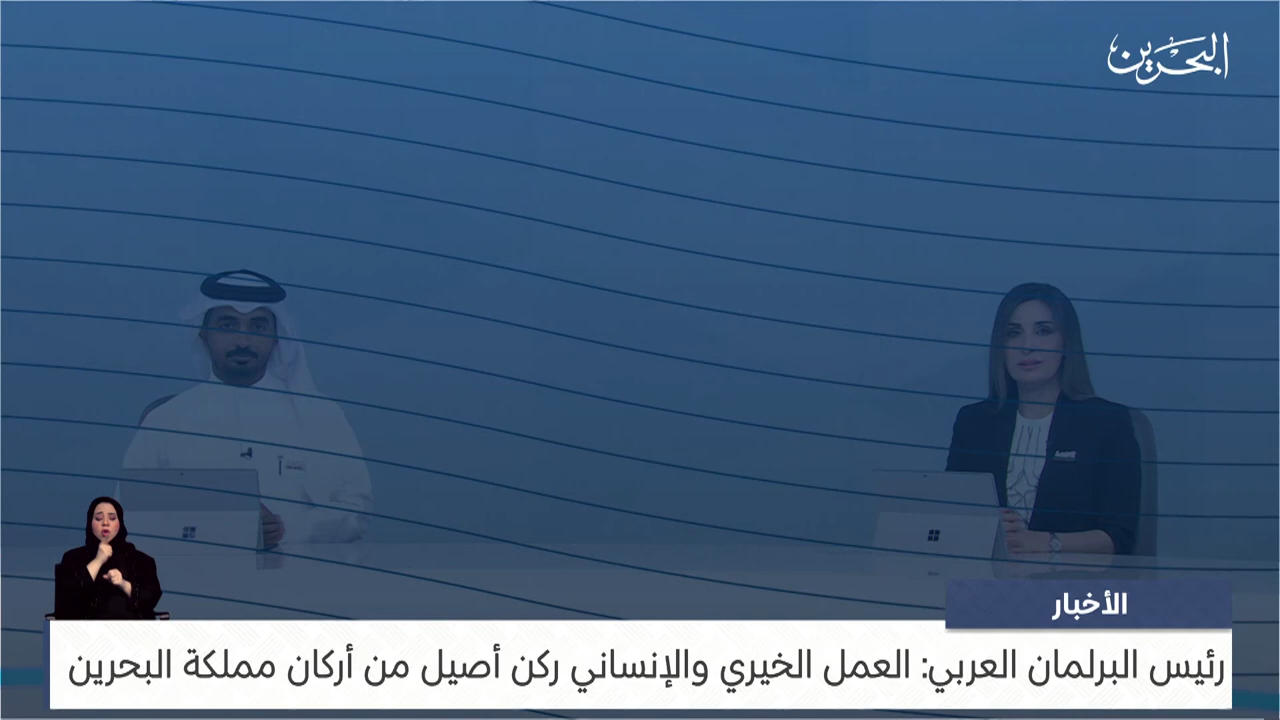 البحرين
الأخبار
رئيس البرلمان العربي: العمل الخيري والإنساني ركن أصيل من أركان مملكة البحرين